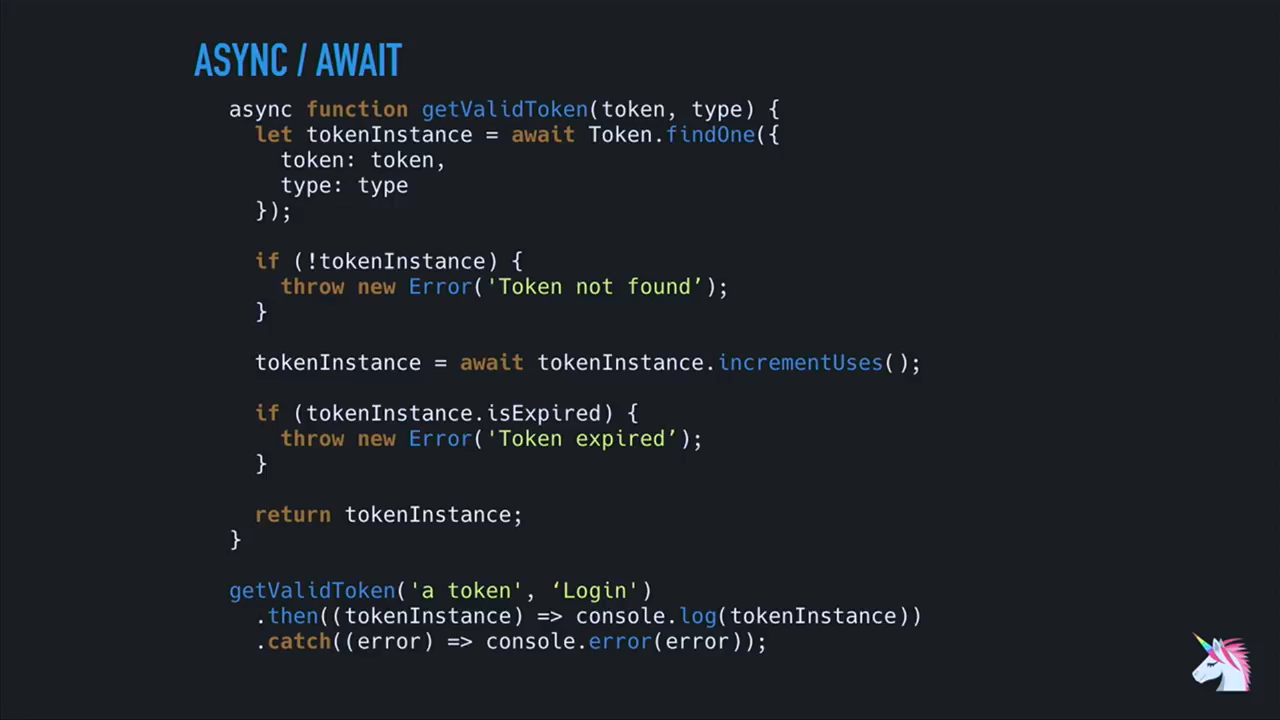 ASYNC / AWAIT
async function getValidToken(token, type) {
  let tokenInstance = await Token.findOne({
    token: token,
    type: type
  });
  if (!tokenInstance) {
    throw new Error('Token not found’);
  }
  tokenInstance = await tokenInstance.incrementUses();
  if (tokenInstance.isExpired) {
    throw new Error('Token expired’);
  }
  return tokenInstance;
}
getValidToken('a token', ‘Login')
  .then((tokenInstance) => console.log(tokenInstance))
  .catch((error) => console.error(error));